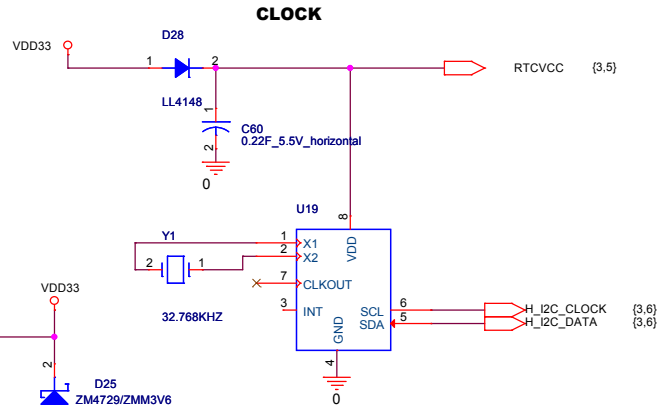 CLOCK
D28
VDD33
1
2
RTCVCC {3,5}
LL4148
1
C60
0.22F_5.5V_horizontal
2
0
U19
8
Y1
1 X1
VDD
2 X2
2 1
7 CLKOUT
VDD33
3 INT
SCL 6 H_I2C_CLOCK {3,6}
32.768KHZ
SDA 5 H_I2C_DATA {3,6}
GND
4
2
D25
0
ZM4729/ZMM3V6